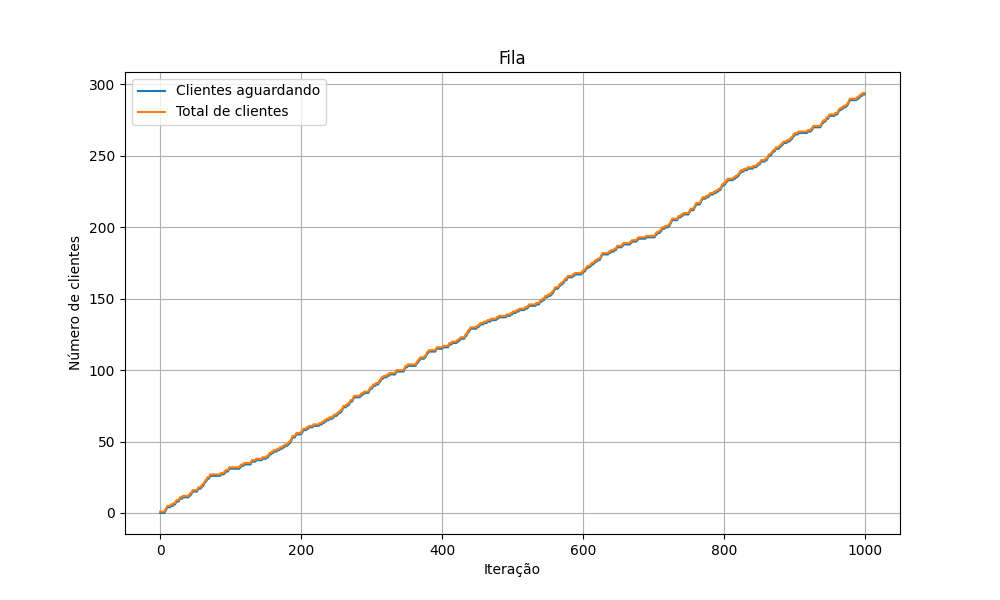 Fila
Clientes aguardando
Total de clientes
300
250
200
150
100
50
0
Número de clientes
0 200 400 600 800 1000
Iteração